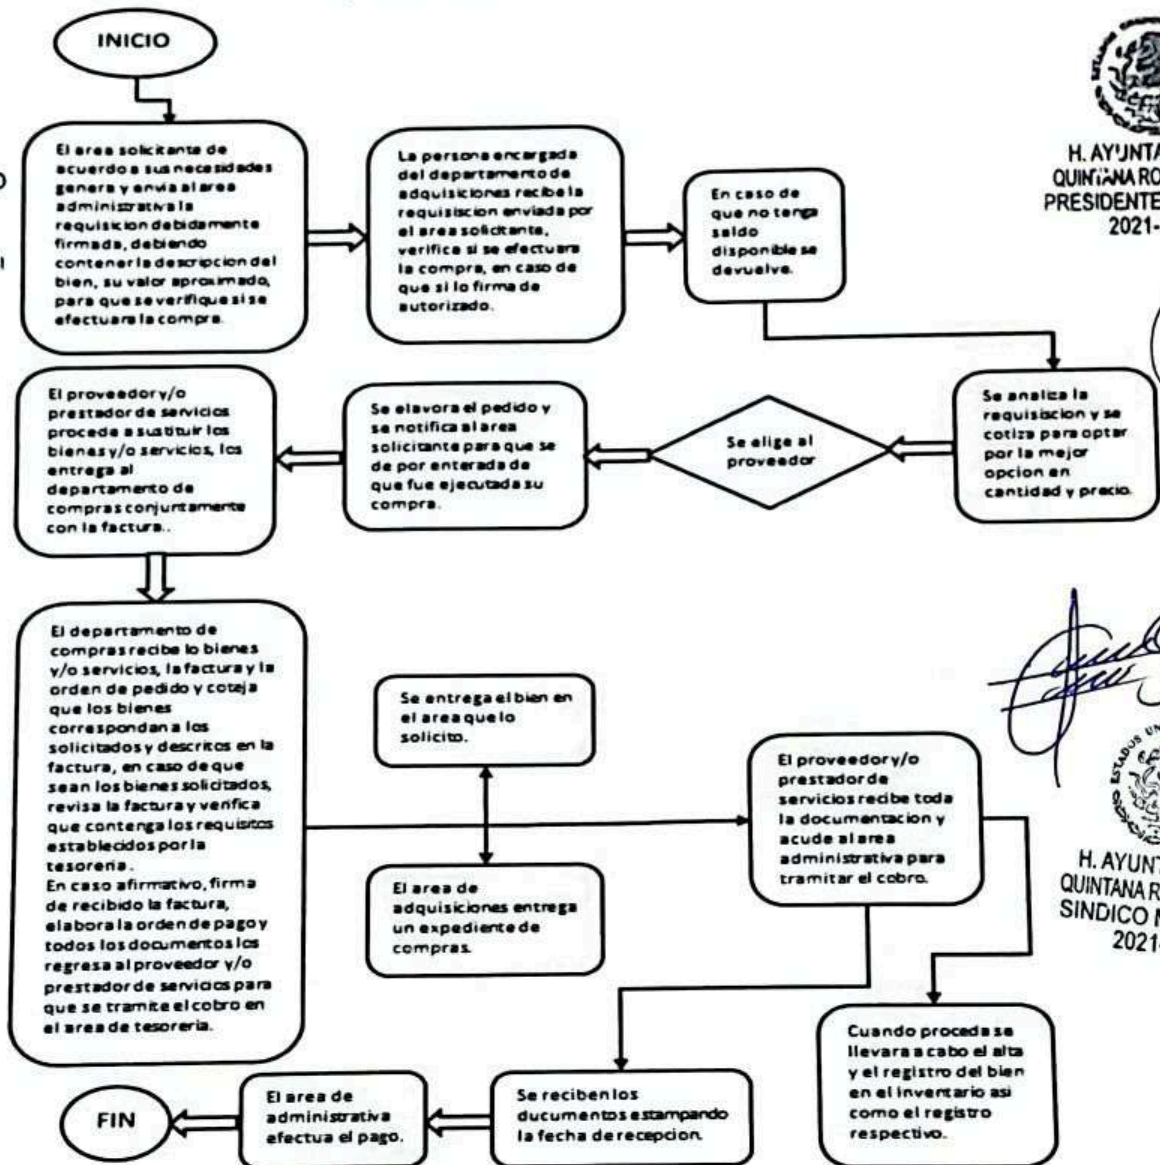 INICIO
El area solicitante de
acuerdo a sus necesidades
genera y envia al area
administrativa la
requisicion debidamente
firmada, debiendo
contener la descripcion del
bien, su valor aproximado,
para que se verifique si se
efectuara la compra.
La persona encargada
del departamento de
adquisiciones recibe la
requisiscion enviada por
el area solicitante,
verifica si se efectuara
la compra, en caso de
que si lo firma de
autorizado.
En caso de
que no tenga
saldo
disponible se
devuelve.
H. AYUNTA
QUINTANA RO
PRESIDENTE
2021-
Se analiza la
requisiscion y se
cotiza para optar
por la mejor
opcion en
cantidad y precio.
Se elige al
proveedor
Se elavora el pedido y
se notifica al area
solicitante para que se
de por enterada de
que fue ejecutada su
compra.
El proveedor y/o
prestador de servicios
procede a sustituir los
bienes y/o servicios, los
entrega al
departamento de
compras conjuntamente
con la factura..
El departamento de
compras recibe lo bienes
y/o servicios, la factura y la
orden de pedido y coteja
que los bienes
correspondan a los
solicitados y descritos en la
factura, en caso de que
sean los bienes solicitados,
revisa la factura y verifica
que contenga los requisitos
establecidos por la
tesoreria.
En caso afirmativo, firma
de recibido la factura,
elabora la orden de pago y
todos los documentos los
regresa al proveedor y/o
prestador de servicios para
que se tramite el cobro en
el area de tesoreria.
Se entrega el bien en
el area que lo
solicito.
El area de
adquisiciones entrega
un expediente de
compras.
El proveedor y/o
prestador de
servicios recibe toda
la documentacion y
acude al area
administrativa para
tramitar el cobro.
ESTADOS UN
H. AYUNT
QUINTANA R
SINDICO M
2021
Cuando proceda se
llevara a cabo el alta
y el registro del bien
en el inventario asi
como el registro
respectivo.
Se reciben los
ducumentos estampando
la fecha de recepcion.
El area de
administrativa
efectua el pago.
FIN